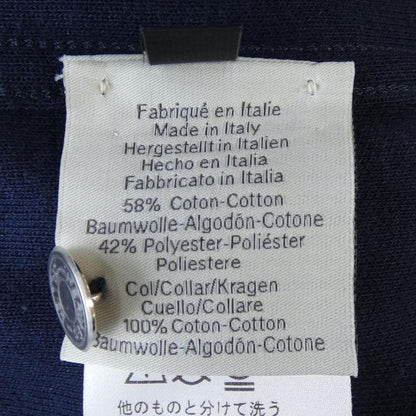 Fabriqué en Italie
Made in Italy
Hergestellt in Italien
Hecho en Italia
Fabbricato in Italia
58% Coton-Cotton
Baumwolle-Algodón-Cotone
42% Polyester-Poliéster
Poliestere
Col/Collar/Kragen
Cuello/Collare
100% Coton-Cotton
Baumwolle-Algodón-Cotone
他のものと分けて洗う